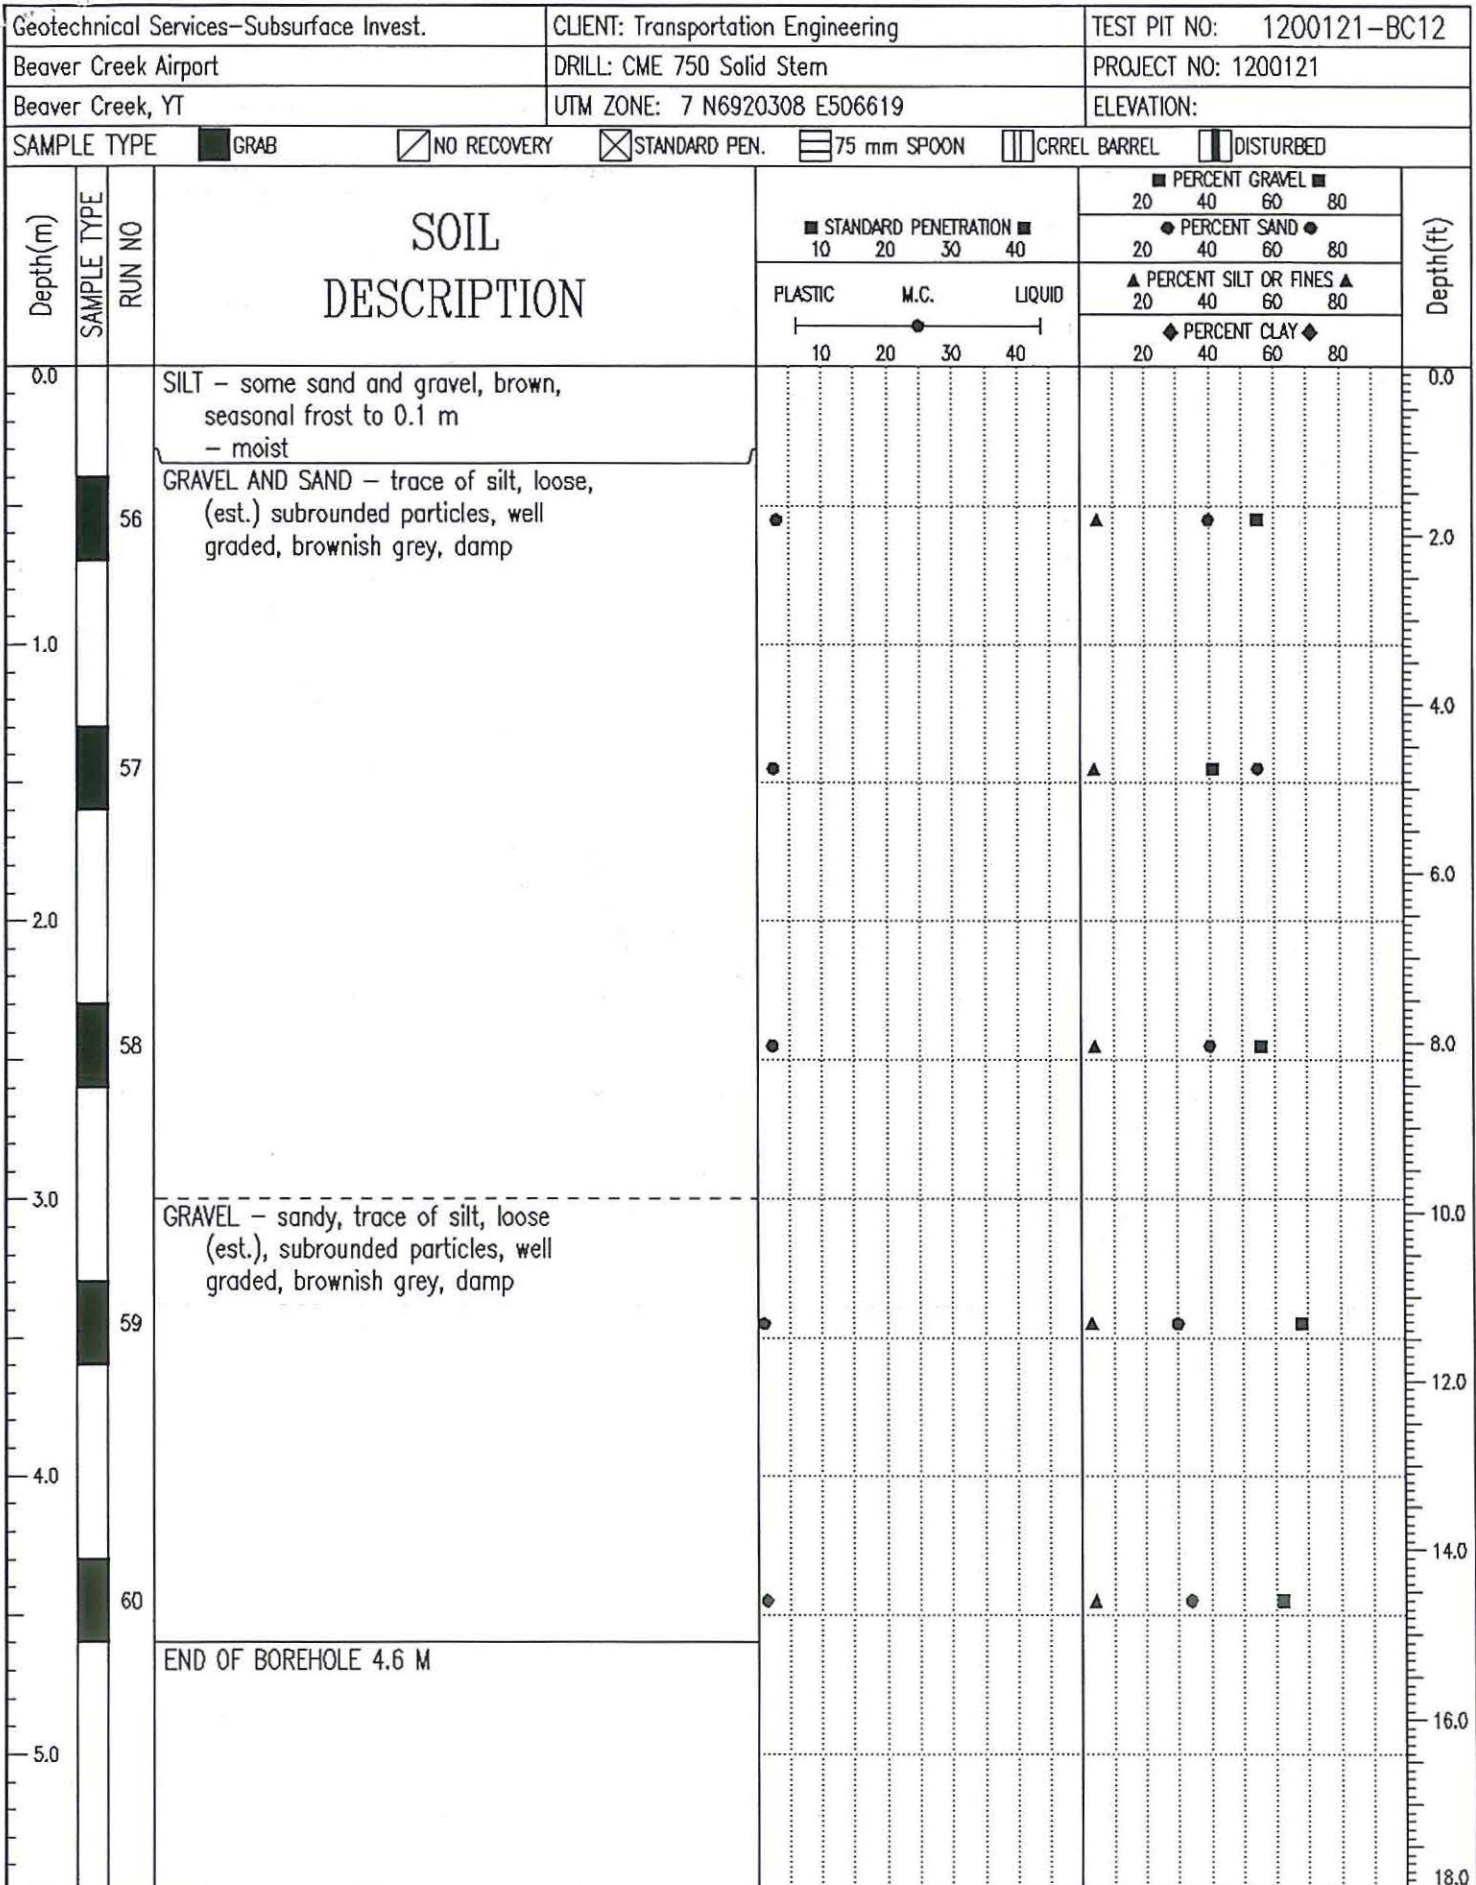 Geotechnical Services-Subsurface Invest.
CLIENT: Transportation Engineering
TEST PIT NO: 1200121-BC12
Beaver Creek Airport
DRILL: CME 750 Solid Stem
PROJECT NO: 1200121
Beaver Creek, YT
UTM ZONE: 7 N6920308 E506619
ELEVATION:
SAMPLE TYPE GRAB NO RECOVERY STANDARD PEN. 75 mm SPOON CRREL BARREL DISTURBED
Depth(m)
SAMPLE TYPE
RUN NO
SOIL
DESCRIPTION
■ STANDARD PENETRATION ■
10 20 30 40
PLASTIC M.C. LIQUID
10 20 30 40
■ PERCENT GRAVEL ■
20 40 60 80
● PERCENT SAND ●
20 40 60 80
▲ PERCENT SILT OR FINES ▲
20 40 60 80
◆ PERCENT CLAY ◆
20 40 60 80
Depth(ft)
0.0
SILT – some sand and gravel, brown,
seasonal frost to 0.1 m
– moist
0.0
GRAVEL AND SAND – trace of silt, loose,
(est.) subrounded particles, well
graded, brownish grey, damp
56
2.0
1.0
4.0
57
6.0
2.0
58
8.0
3.0
GRAVEL – sandy, trace of silt, loose
(est.), subrounded particles, well
graded, brownish grey, damp
10.0
59
12.0
4.0
14.0
60
END OF BOREHOLE 4.6 M
16.0
5.0
18.0